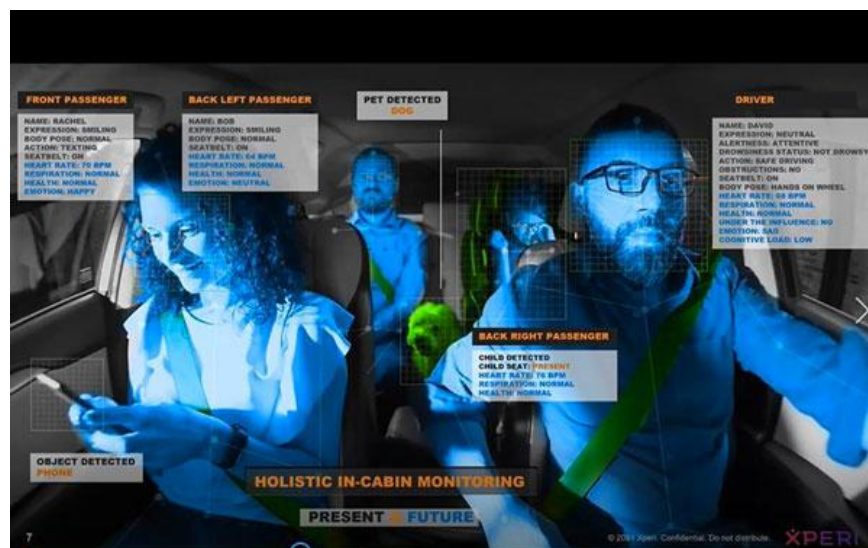 FRONT PASSENGER
NAME: RACHEL
EXPRESSION: SMILING
BODY POSE: NORMAL
ACTION: TEXTING
SEATBELT: ON
HEART RATE: 70 BPM
RESPIRATION: NORMAL
HEALTH: NORMAL
EMOTION: HAPPY
BACK LEFT PASSENGER
NAME: BOB
EXPRESSION: SMILING
BODY POSE: NORMAL
SEATBELT: ON
HEART RATE: 64 BPM
RESPIRATION: NORMAL
HEALTH: NORMAL
EMOTION: NEUTRAL
PET DETECTED
DOG
DRIVER
NAME: DAVID
EXPRESSION: NEUTRAL
ALERTNESS: ATTENTIVE
DROWSINESS STATUS: NOT DROWSY
ACTION: SAFE DRIVING
OBSTRUCTIONS: NO
SEATBELT: ON
BODY POSE: HANDS ON WHEEL
HEART RATE: BPM
RESPIRATION: NORMAL
HEALTH: NORMAL
UNDER THE INFLUENCE: NO
EMOTION: SAD
COGNITIVE LOAD: LOW
BACK RIGHT PASSENGER
CHILD DETECTED
CHILD SEAT: PRESENT
HEART RATE: 76 BPM
RESPIRATION: NORMAL
HEALTH: NORMAL
OBJECT DETECTED
PHONE
HOLISTIC IN-CABIN MONITORING
PRESENT & FUTURE
7
© 2021 Xperi. Confidential. Do not distribute.
XPERI